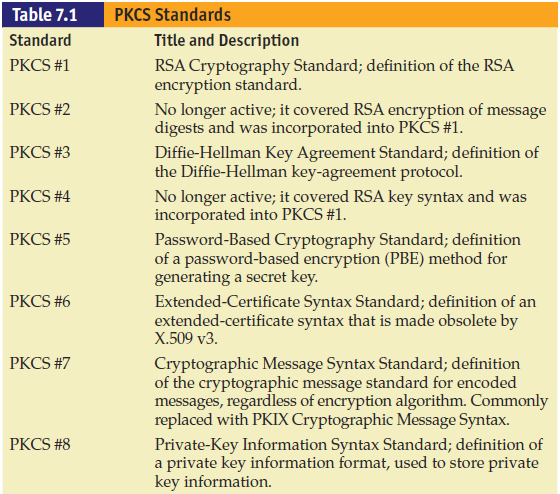 Table 7.1 PKCS Standards
Standard Title and Description
PKCS #1 RSA Cryptography Standard; definition of the RSA
encryption standard.
PKCS #2 No longer active; it covered RSA encryption of message
digests and was incorporated into PKCS #1.
PKCS #3 Diffie-Hellman Key Agreement Standard; definition of
the Diffie-Hellman key-agreement protocol.
PKCS #4 No longer active; it covered RSA key syntax and was
incorporated into PKCS #1.
PKCS #5 Password-Based Cryptography Standard; definition
of a password-based encryption (PBE) method for
generating a secret key.
PKCS #6 Extended-Certificate Syntax Standard; definition of an
extended-certificate syntax that is made obsolete by
X.509 v3.
PKCS #7 Cryptographic Message Syntax Standard; definition
of the cryptographic message standard for encoded
messages, regardless of encryption algorithm. Commonly
replaced with PKIX Cryptographic Message Syntax.
PKCS #8 Private-Key Information Syntax Standard; definition of
a private key information format, used to store private
key information.